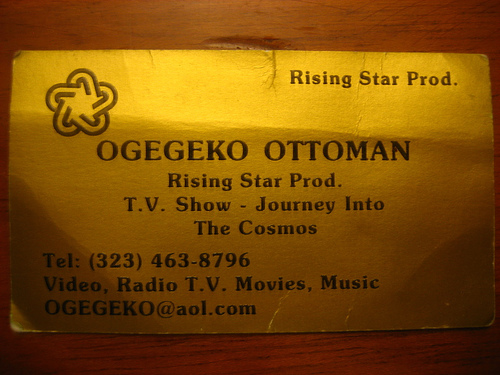 Rising Star Prod.
OGEGEKO OTTOMAN
Rising Star Prod.
T.V. Show - Journey Into
The Cosmos
Tel: (323) 463-8796
Video, Radio T.V. Movies, Music
OGEGEKO@aol.com